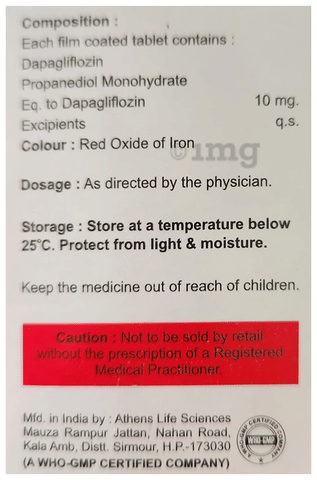 Composition :
Each film coated tablet contains :
Dapagliflozin
Propanediol Monohydrate
Eq. to Dapagliflozin 10 mg.
Excipients q.s.
Colour : Red Oxide of Iron
©1mg
Dosage : As directed by the physician.
Storage : Store at a temperature below
25°C. Protect from light & moisture.
Keep the medicine out of reach of children.
Caution : Not to be sold by retail
without the prescription of a Registered
Medical Practitioner.
Mfd. in India by : Athens Life Sciences
Mauza Rampur Jattan, Nahan Road,
Kala Amb, Distt. Sirmour, H.P.-173030
(A WHO-GMP CERTIFIED COMPANY)
A WHO-GMP CERTIFIED COMPANY
WHO-GMP